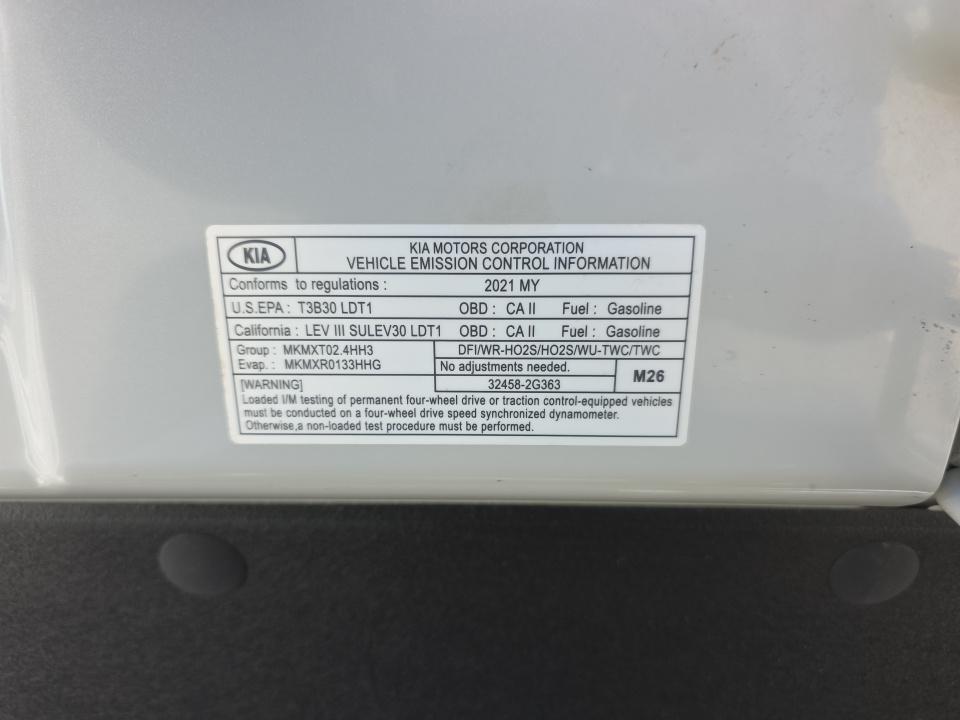 KIA
KIA MOTORS CORPORATION
VEHICLE EMISSION CONTROL INFORMATION
Conforms to regulations : 2021 MY
U.S.EPA : T3B30 LDT1 OBD : CA II Fuel : Gasoline
California : LEV III SULEV30 LDT1 OBD : CA II Fuel : Gasoline
Group : MKMXT02.4HH3
Evap. : MKMXR0133HHG
DFI/WR-HO2S/HO2S/WU-TWC/TWC
No adjustments needed.
32458-2G363
M26
[WARNING]
Loaded I/M testing of permanent four-wheel drive or traction control-equipped vehicles
must be conducted on a four-wheel drive speed synchronized dynamometer.
Otherwise,a non-loaded test procedure must be performed.